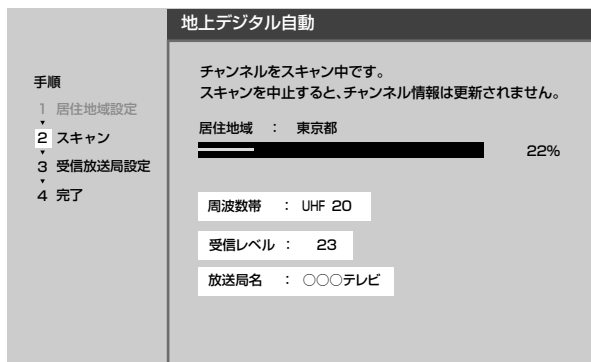 地上デジタル自動
手順
1 居住地域設定
2 スキャン
3 受信放送局設定
4 完了
チャンネルをスキャン中です。
スキャンを中止すると、チャンネル情報は更新されません。
居住地域 ： 東京都
22%
周波数帯 ： UHF 20
受信レベル ： 23
放送局名 ： ○○○テレビ